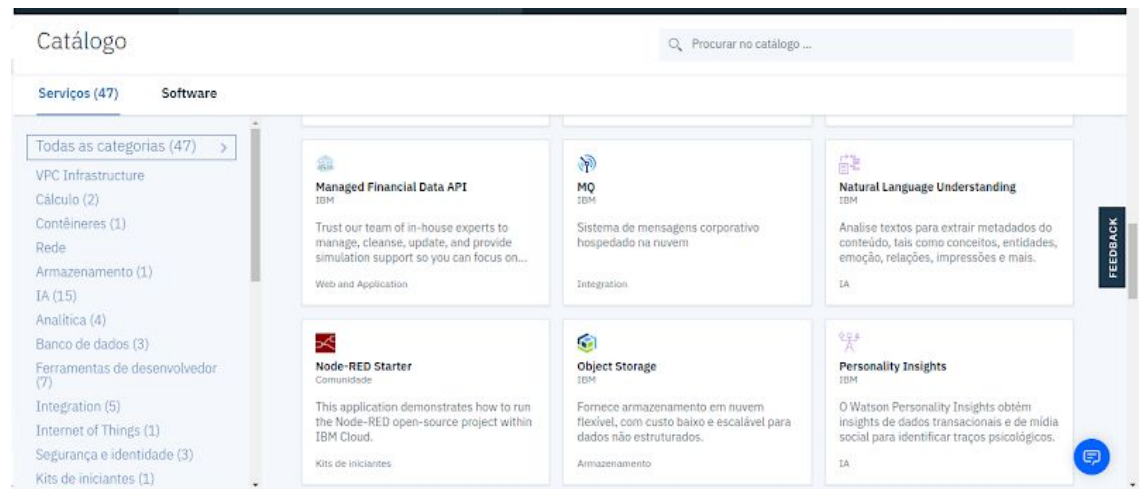 Catálogo
Procurar no catálogo ...
Serviços (47)
Software
Todas as categorias (47)
VPC Infrastructure
Cálculo (2)
Contêineres (1)
Rede
Armazenamento (1)
IA (15)
Analítica (4)
Banco de dados (3)
Ferramentas de desenvolvedor
(7)
Integration (5)
Internet of Things (1)
Segurança e identidade (3)
Kits de iniciantes (1)
Managed Financial Data API
IBM
Trust our team of in-house experts to
manage, cleanse, update, and provide
simulation support so you can focus on...
Web and Application
MQ
IBM
Sistema de mensagens corporativo
hospedado na nuvem
Integration
Natural Language Understanding
IBM
Analise textos para extrair metadados do
conteúdo, tais como conceitos, entidades,
emoção, relações, impressões e mais.
IA
Node-RED Starter
Comunidade
This application demonstrates how to run
the Node-RED open-source project within
IBM Cloud.
Kits de iniciantes
Object Storage
IBM
Fornece armazenamento em nuvem
flexível, com custo baixo e escalável para
dados não estruturados.
Armazenamento
Personality Insights
IBM
O Watson Personality Insights obtém
insights de dados transacionais e de mídia
social para identificar traços psicológicos.
IA
FEEDBACK